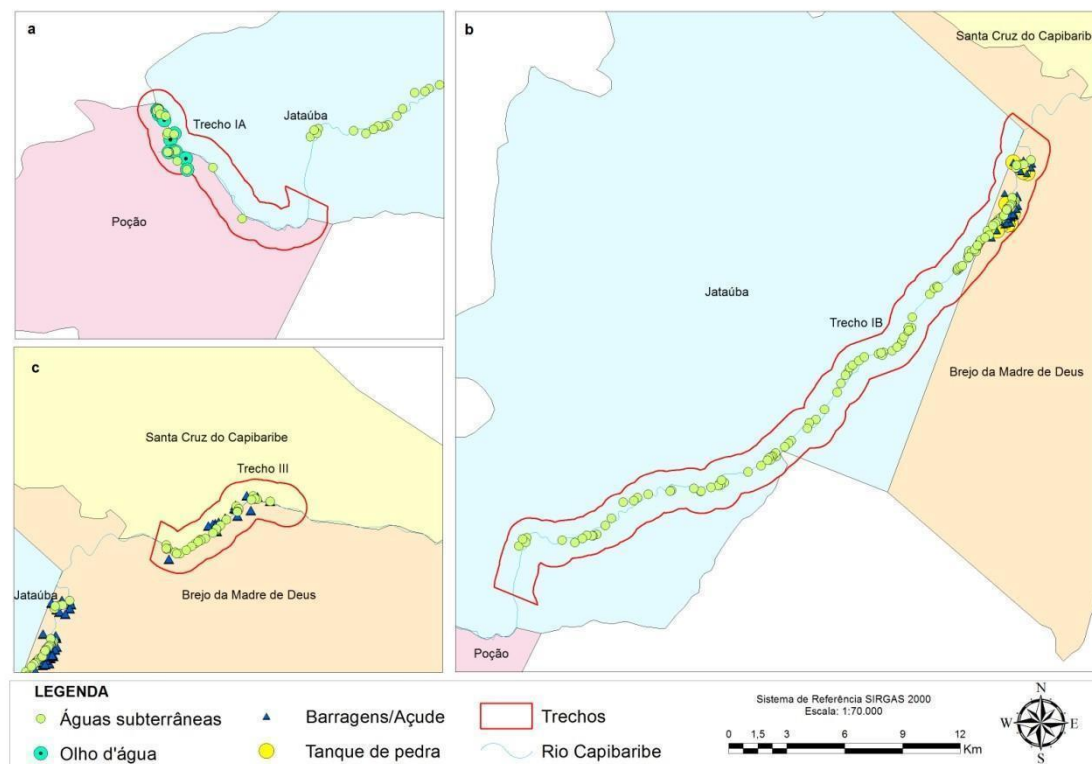 a
Trecho IA
Jataúba
Poção
b
Santa Cruz do Capibaribe
Jataúba
Trecho IB
Brejo da Madre de Deus
Poção
c
Santa Cruz do Capibaribe
Trecho III
Jataúba
Brejo da Madre de Deus
LEGENDA
Águas subterrâneas
Barragens/Açude
Trechos
Olho d'água
Tanque de pedra
Rio Capibaribe
Sistema de Referência SIRGAS 2000
Escala: 1:70.000
0 1,5 3 6 9 12
Km
N
W E
S